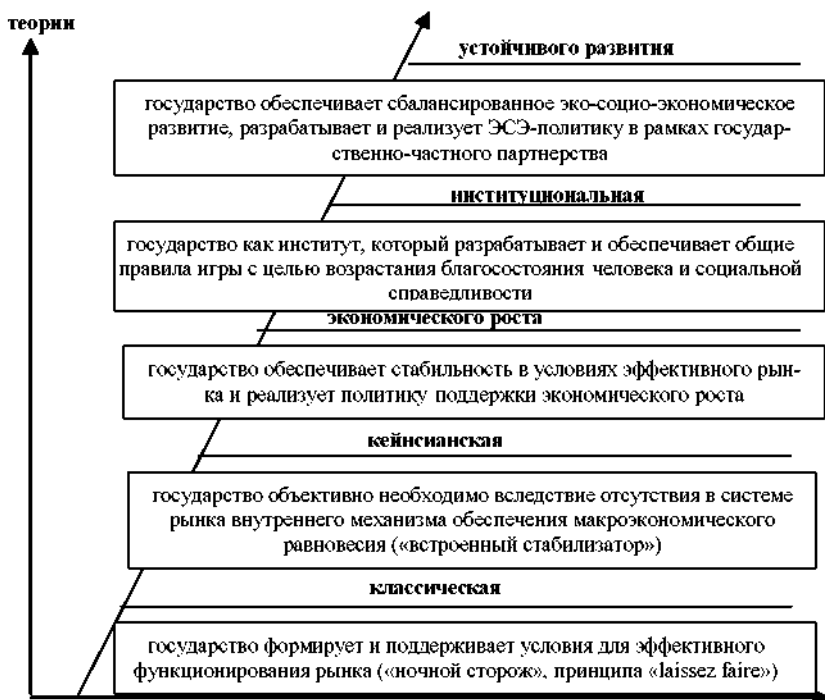 теории
устойчивого развития
государство обеспечивает сбалансированное эко-социо-экономическое
развитие, разрабатывает и реализует ЭСЭ-политику в рамках государ-
ственно-частного партнерства
институциональная
государство как институт, который разрабатывает и обеспечивает общие
правила игры с целью возрастания благосостояния человека и социальной
справедливости
экономического роста
государство обеспечивает стабильность в условиях эффективного рын-
ка и реализует политику поддержки экономического роста
кейнсианская
государство объективно необходимо вследствие отсутствия в системе
рынка внутреннего механизма обеспечения макроэкономического
равновесия («встроенный стабилизатор»)
классическая
государство формирует и поддерживает условия для эффективного
функционирования рынка («ночной сторож», принципа «laissez faire»)